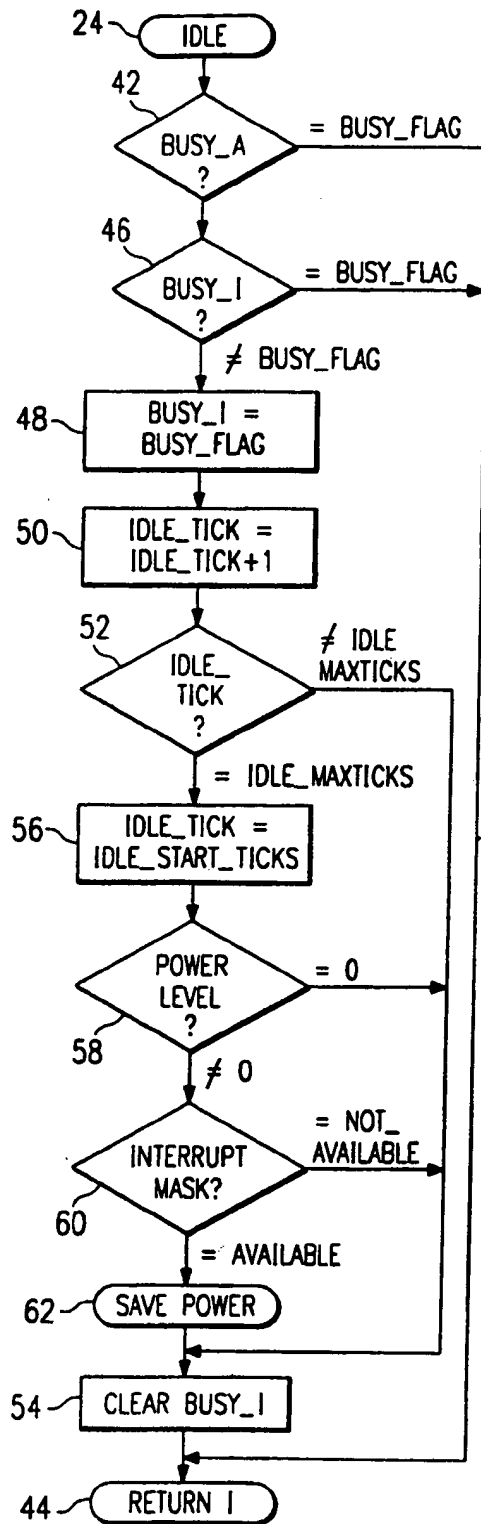 24
IDLE
42
BUSY_A
?
= BUSY_FLAG
46
BUSY_I
?
= BUSY_FLAG
≠ BUSY_FLAG
48
BUSY_I =
BUSY_FLAG
50
IDLE_TICK =
IDLE_TICK+1
52
IDLE_
TICK
?
≠ IDLE
MAXTICKS
= IDLE_MAXTICKS
56
IDLE_TICK =
IDLE_START_TICKS
POWER
LEVEL
?
= 0
58
≠ 0
INTERRUPT
MASK?
= NOT_
AVAILABLE
60
= AVAILABLE
62
SAVE POWER
54
CLEAR BUSY_I
44
RETURN I